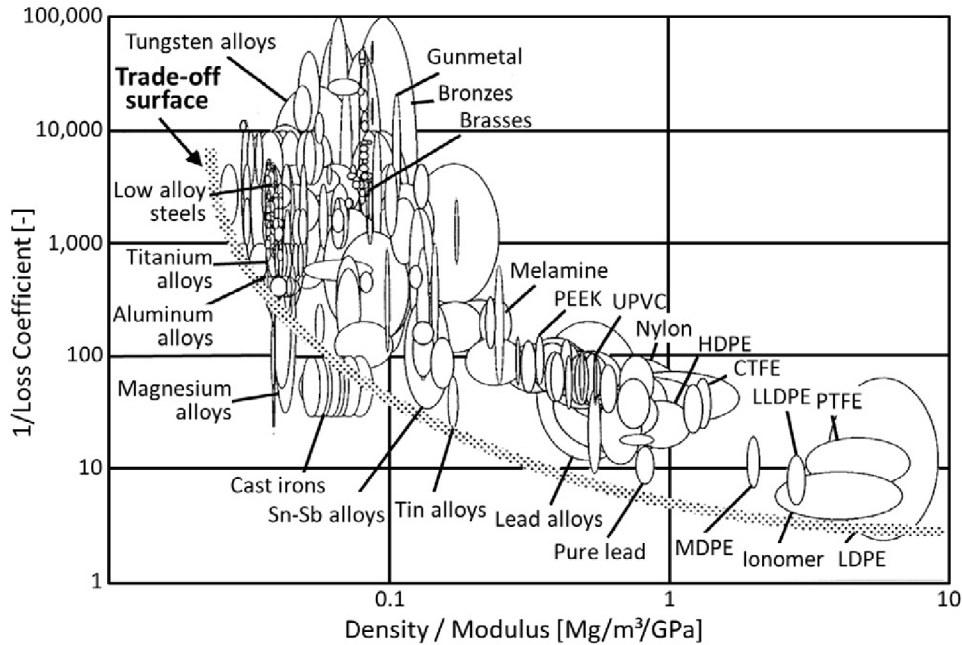 100,000
10,000
1,000
100
10
1
1/Loss Coefficient [-]
Tungsten alloys
Trade-off
surface
Gunmetal
Bronzes
Brasses
Low alloy
steels
Titanium
alloys
Aluminum
alloys
Magnesium
alloys
Melamine
PEEK
UPVC
Nylon
HDPE
CTFE
LLDPE
PTFE
Cast irons
Sn-Sb alloys
Tin alloys
Lead alloys
Pure lead
MDPE
Ionomer
LDPE
0.1
1
10
Density / Modulus [Mg/m³/GPa]